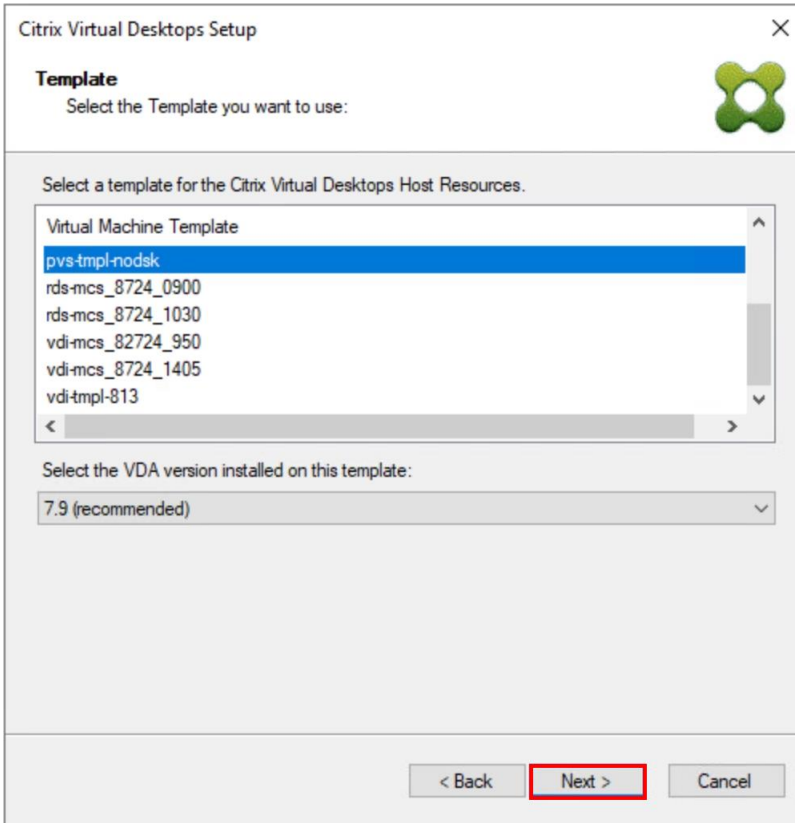 Citrix Virtual Desktops Setup
Template
Select the Template you want to use:
Select a template for the Citrix Virtual Desktops Host Resources.
Virtual Machine Template
pvs-tmpl-nodsk
rds-mcs_8724_0900
rds-mcs_8724_1030
vdi-mcs_82724_950
vdi-mcs_8724_1405
vdi-tmpl-813
Select the VDA version installed on this template:
7.9 (recommended)
< Back Next > Cancel